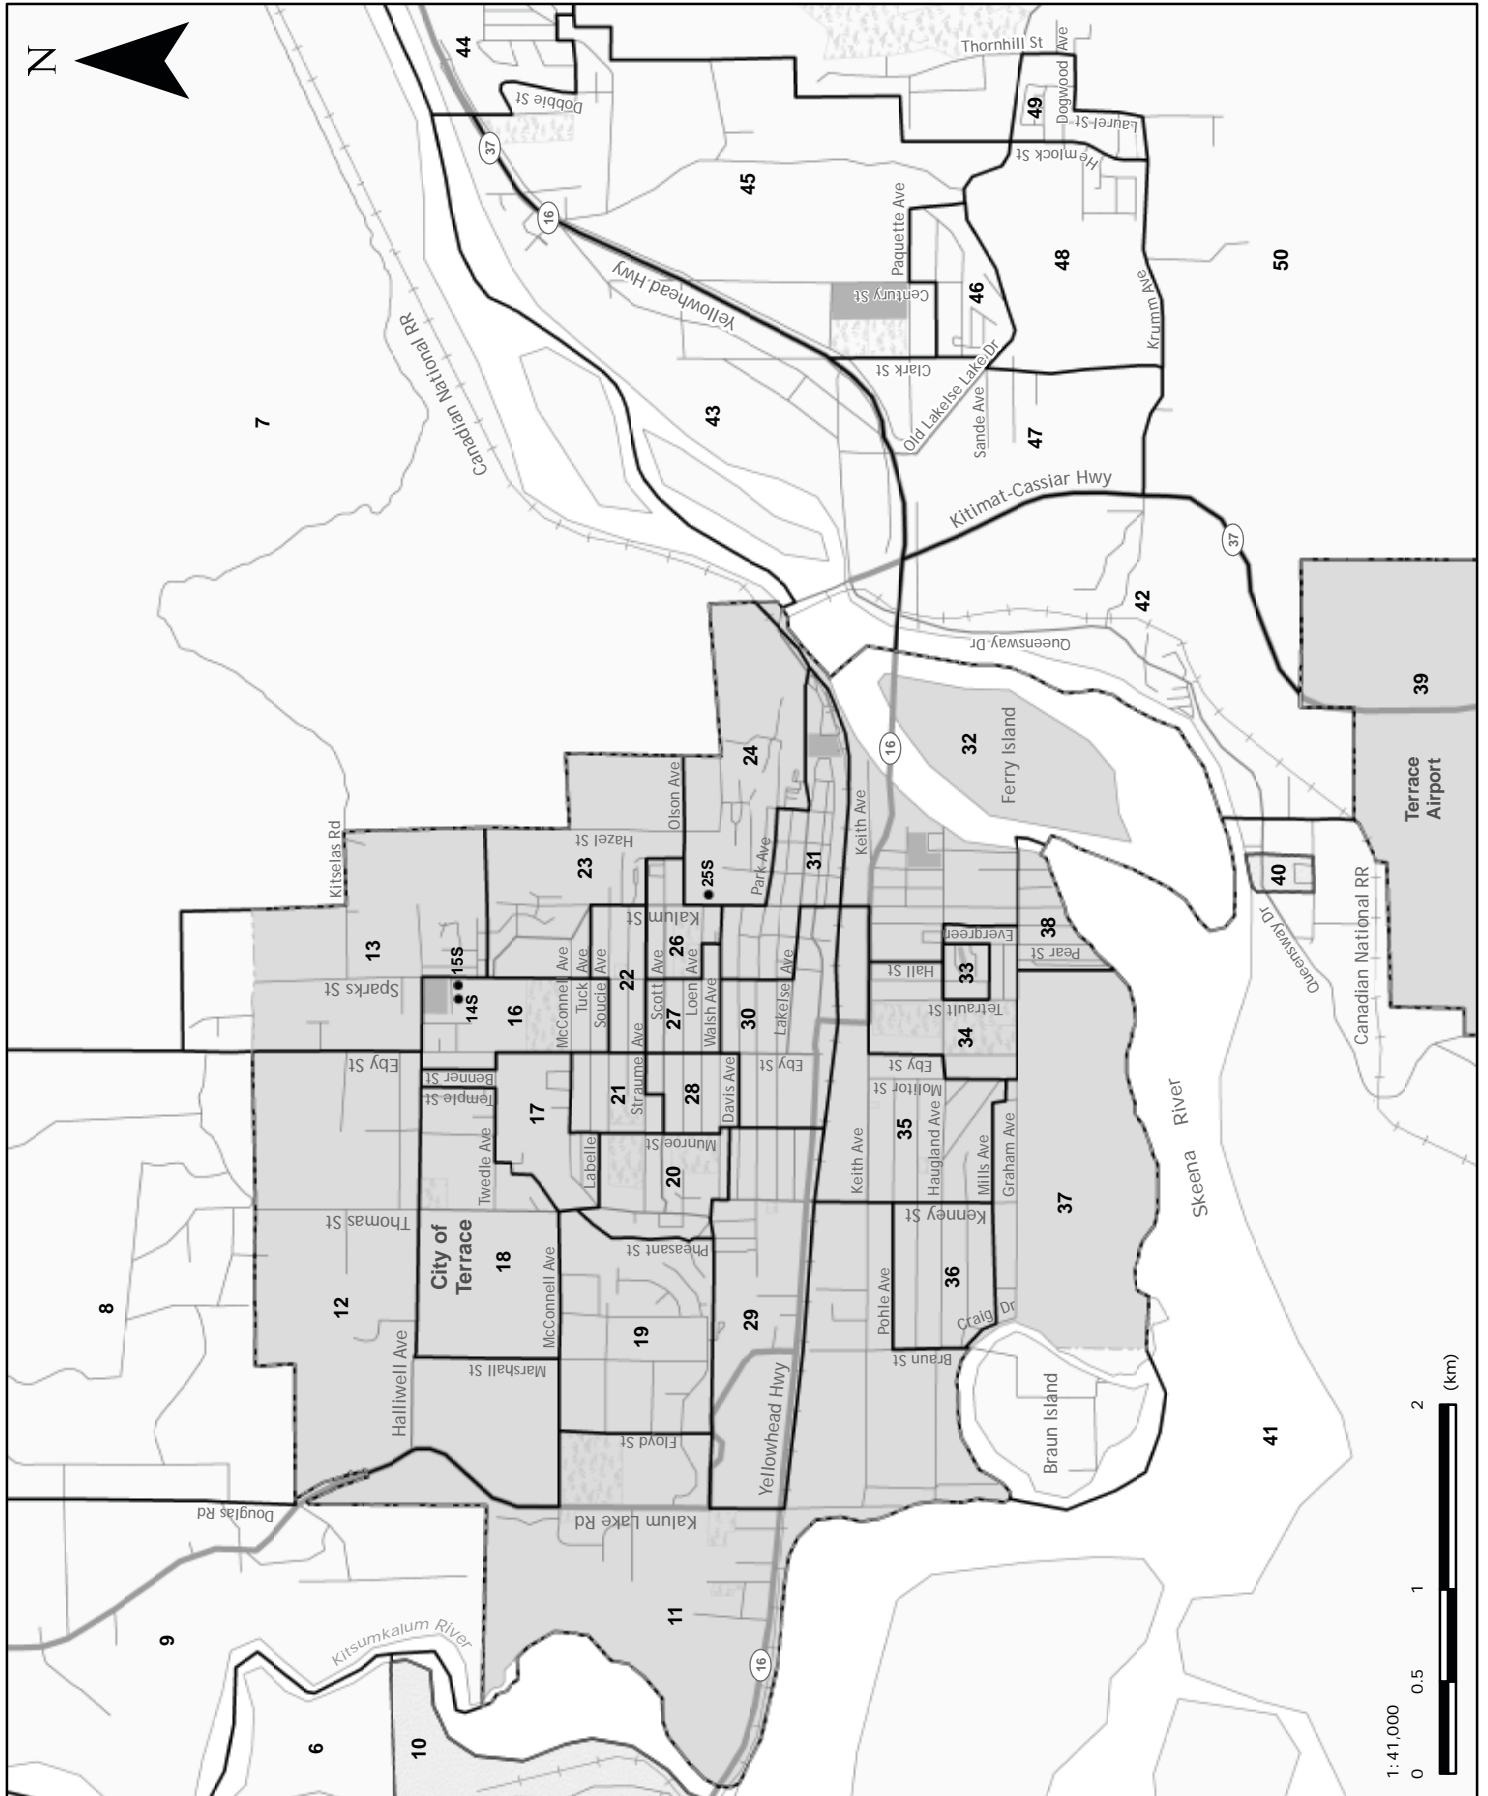 N
44
Thornhill St
Dogwood Ave
49
Laurel St
Dobbie St
37
Hemlock St
45
16
Paquette Ave
48
50
Yellowhead Hwy
Century St
46
Krumm Ave
Canadian National RR
Clark St
Old Lakelse Lake Dr
Sande Ave
7
43
47
Kitimat-Cassiar Hwy
37
42
Queensway Dr
39
24
16
32
Ferry Island
Terrace
Airport
Olson Ave
Keith Ave
Hazel St
Kitselas Rd
23
25S
Park Ave
31
40
Canadian National RR
Kalum St
Evergreen
38
Pear St
Queensway Dr
13
15S
14S
Sparks St
16
McConnell Ave
Tuck Ave
Soucie Ave
22
Scott Ave
26
Loen Ave
27
Walsh Ave
30
Lakelse Ave
Hall St
33
Tetrault St
34
Eby St
Benner St
Temple St
17
21
Straume Ave
28
Davis Ave
Eby St
Eby St
Molitor St
35
Haugland Ave
Mills Ave
Graham Ave
Keith Ave
Skeena River
Twedle Ave
Labelle
Munroe St
20
37
Thomas St
City of
Terrace
18
McConnell Ave
Pheasant St
Kenney St
36
Pohle Ave
Craig Dr
8
12
19
29
Halliwell Ave
Marshall St
Braun St
Floyd St
Yellowhead Hwy
Braun Island
41
Douglas Rd
Kalum Lake Rd
9
Kitsumkalum River
11
16
6
10
1:41,000
0
0.5
1
2
(km)